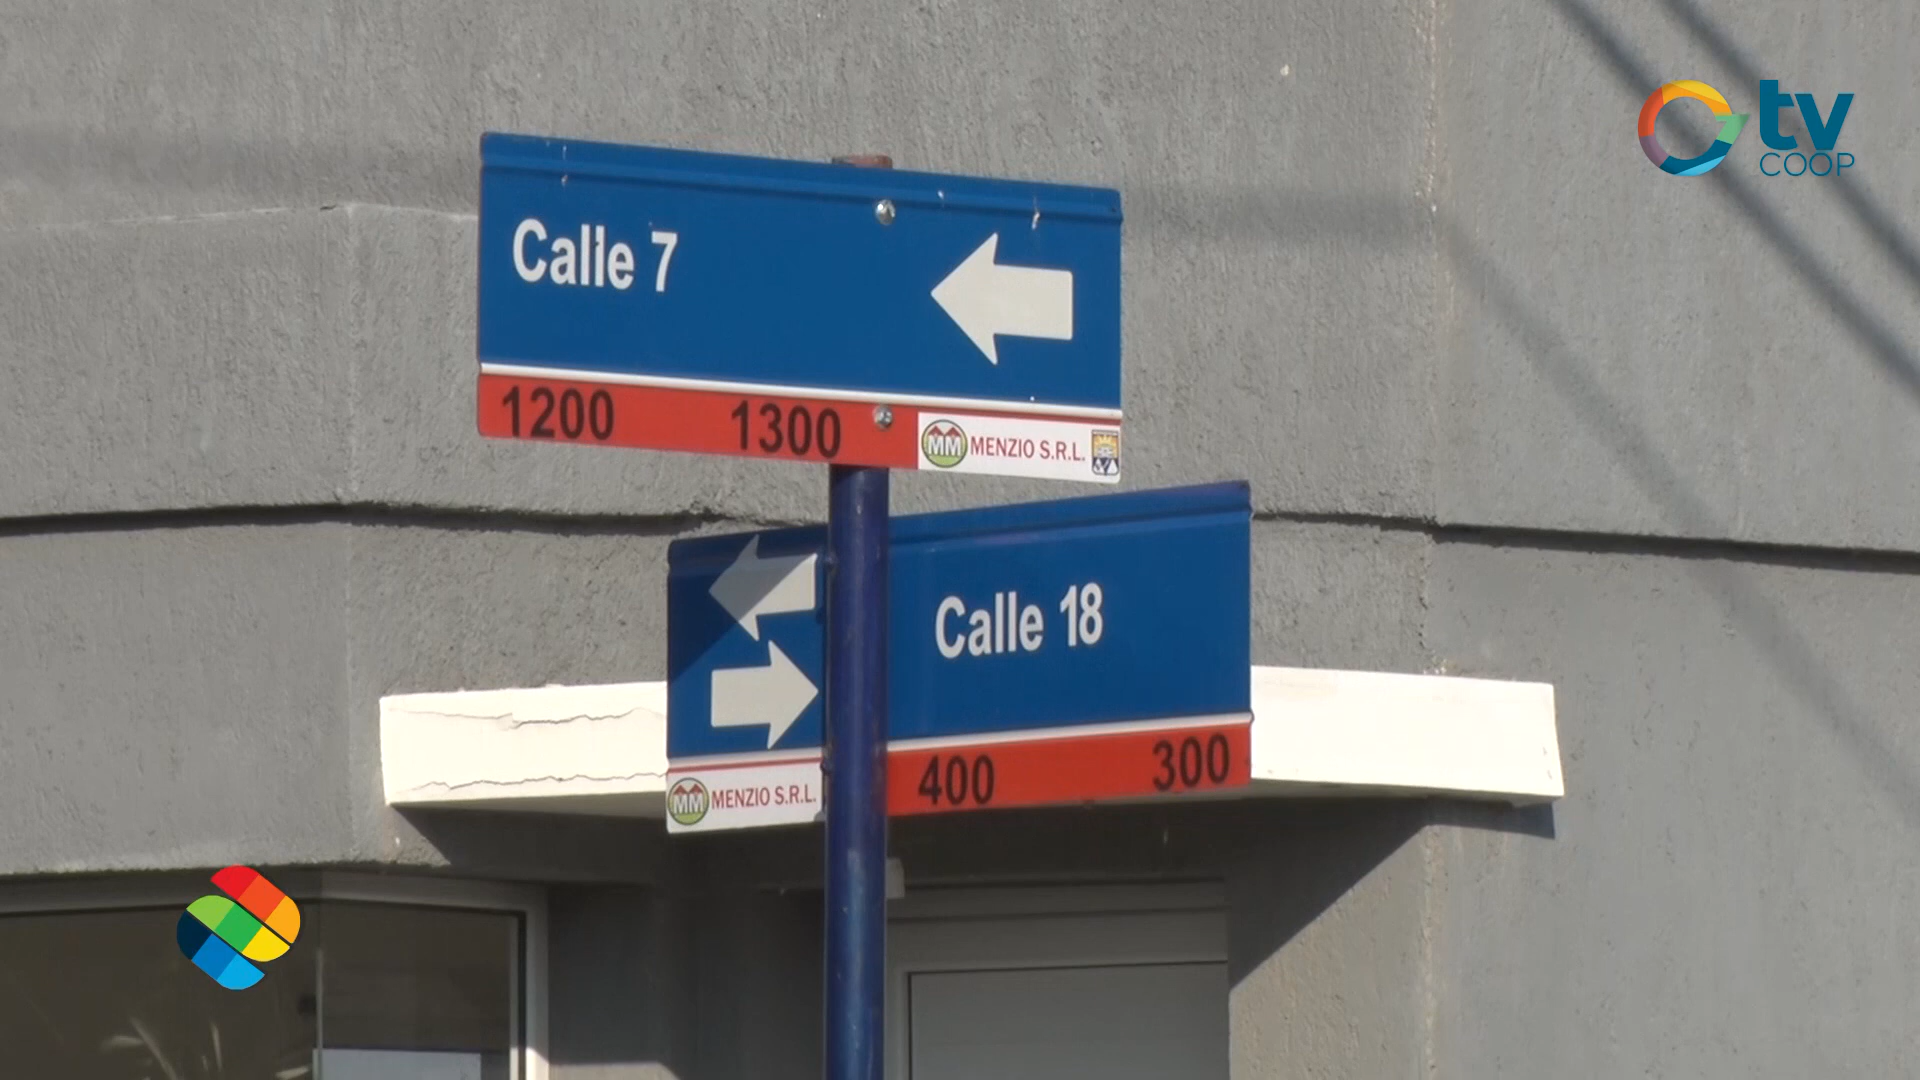 tv
COOP
Calle 7
1200 1300
MM MENZIO S.R.L.
Calle 18
MM MENZIO S.R.L.
400 300